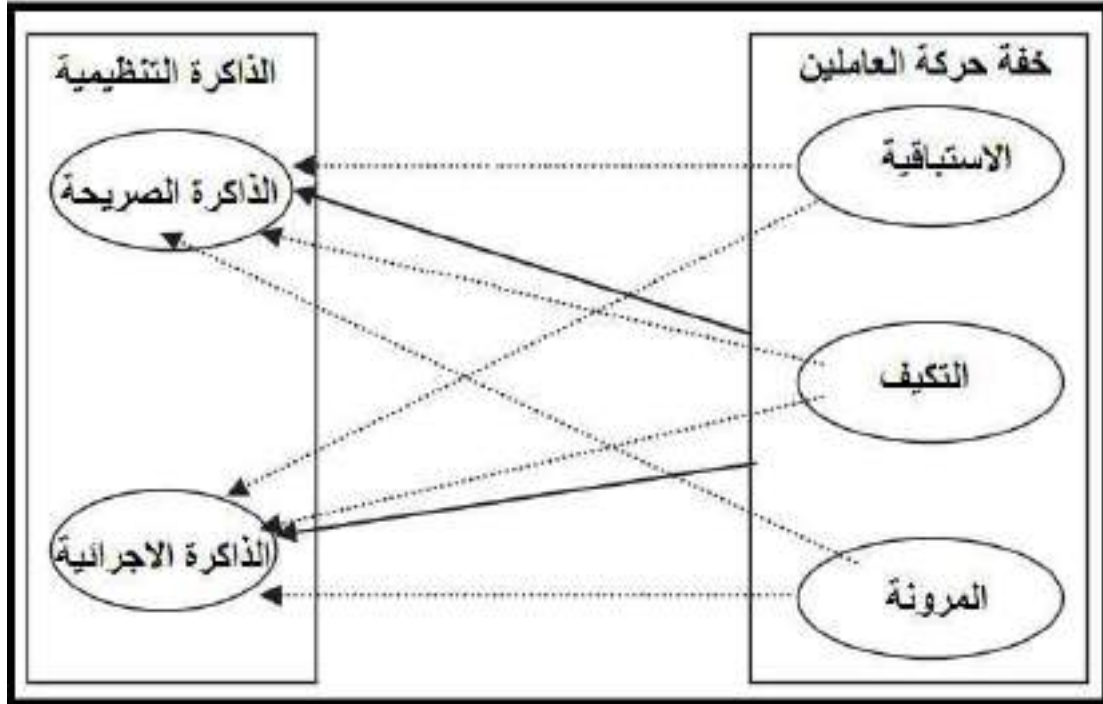 خفة حركة العاملين
الاستباقية
التكيف
المرونة
الذاكرة التنظيمية
الذاكرة الصريحة
الذاكرة الاجرائية